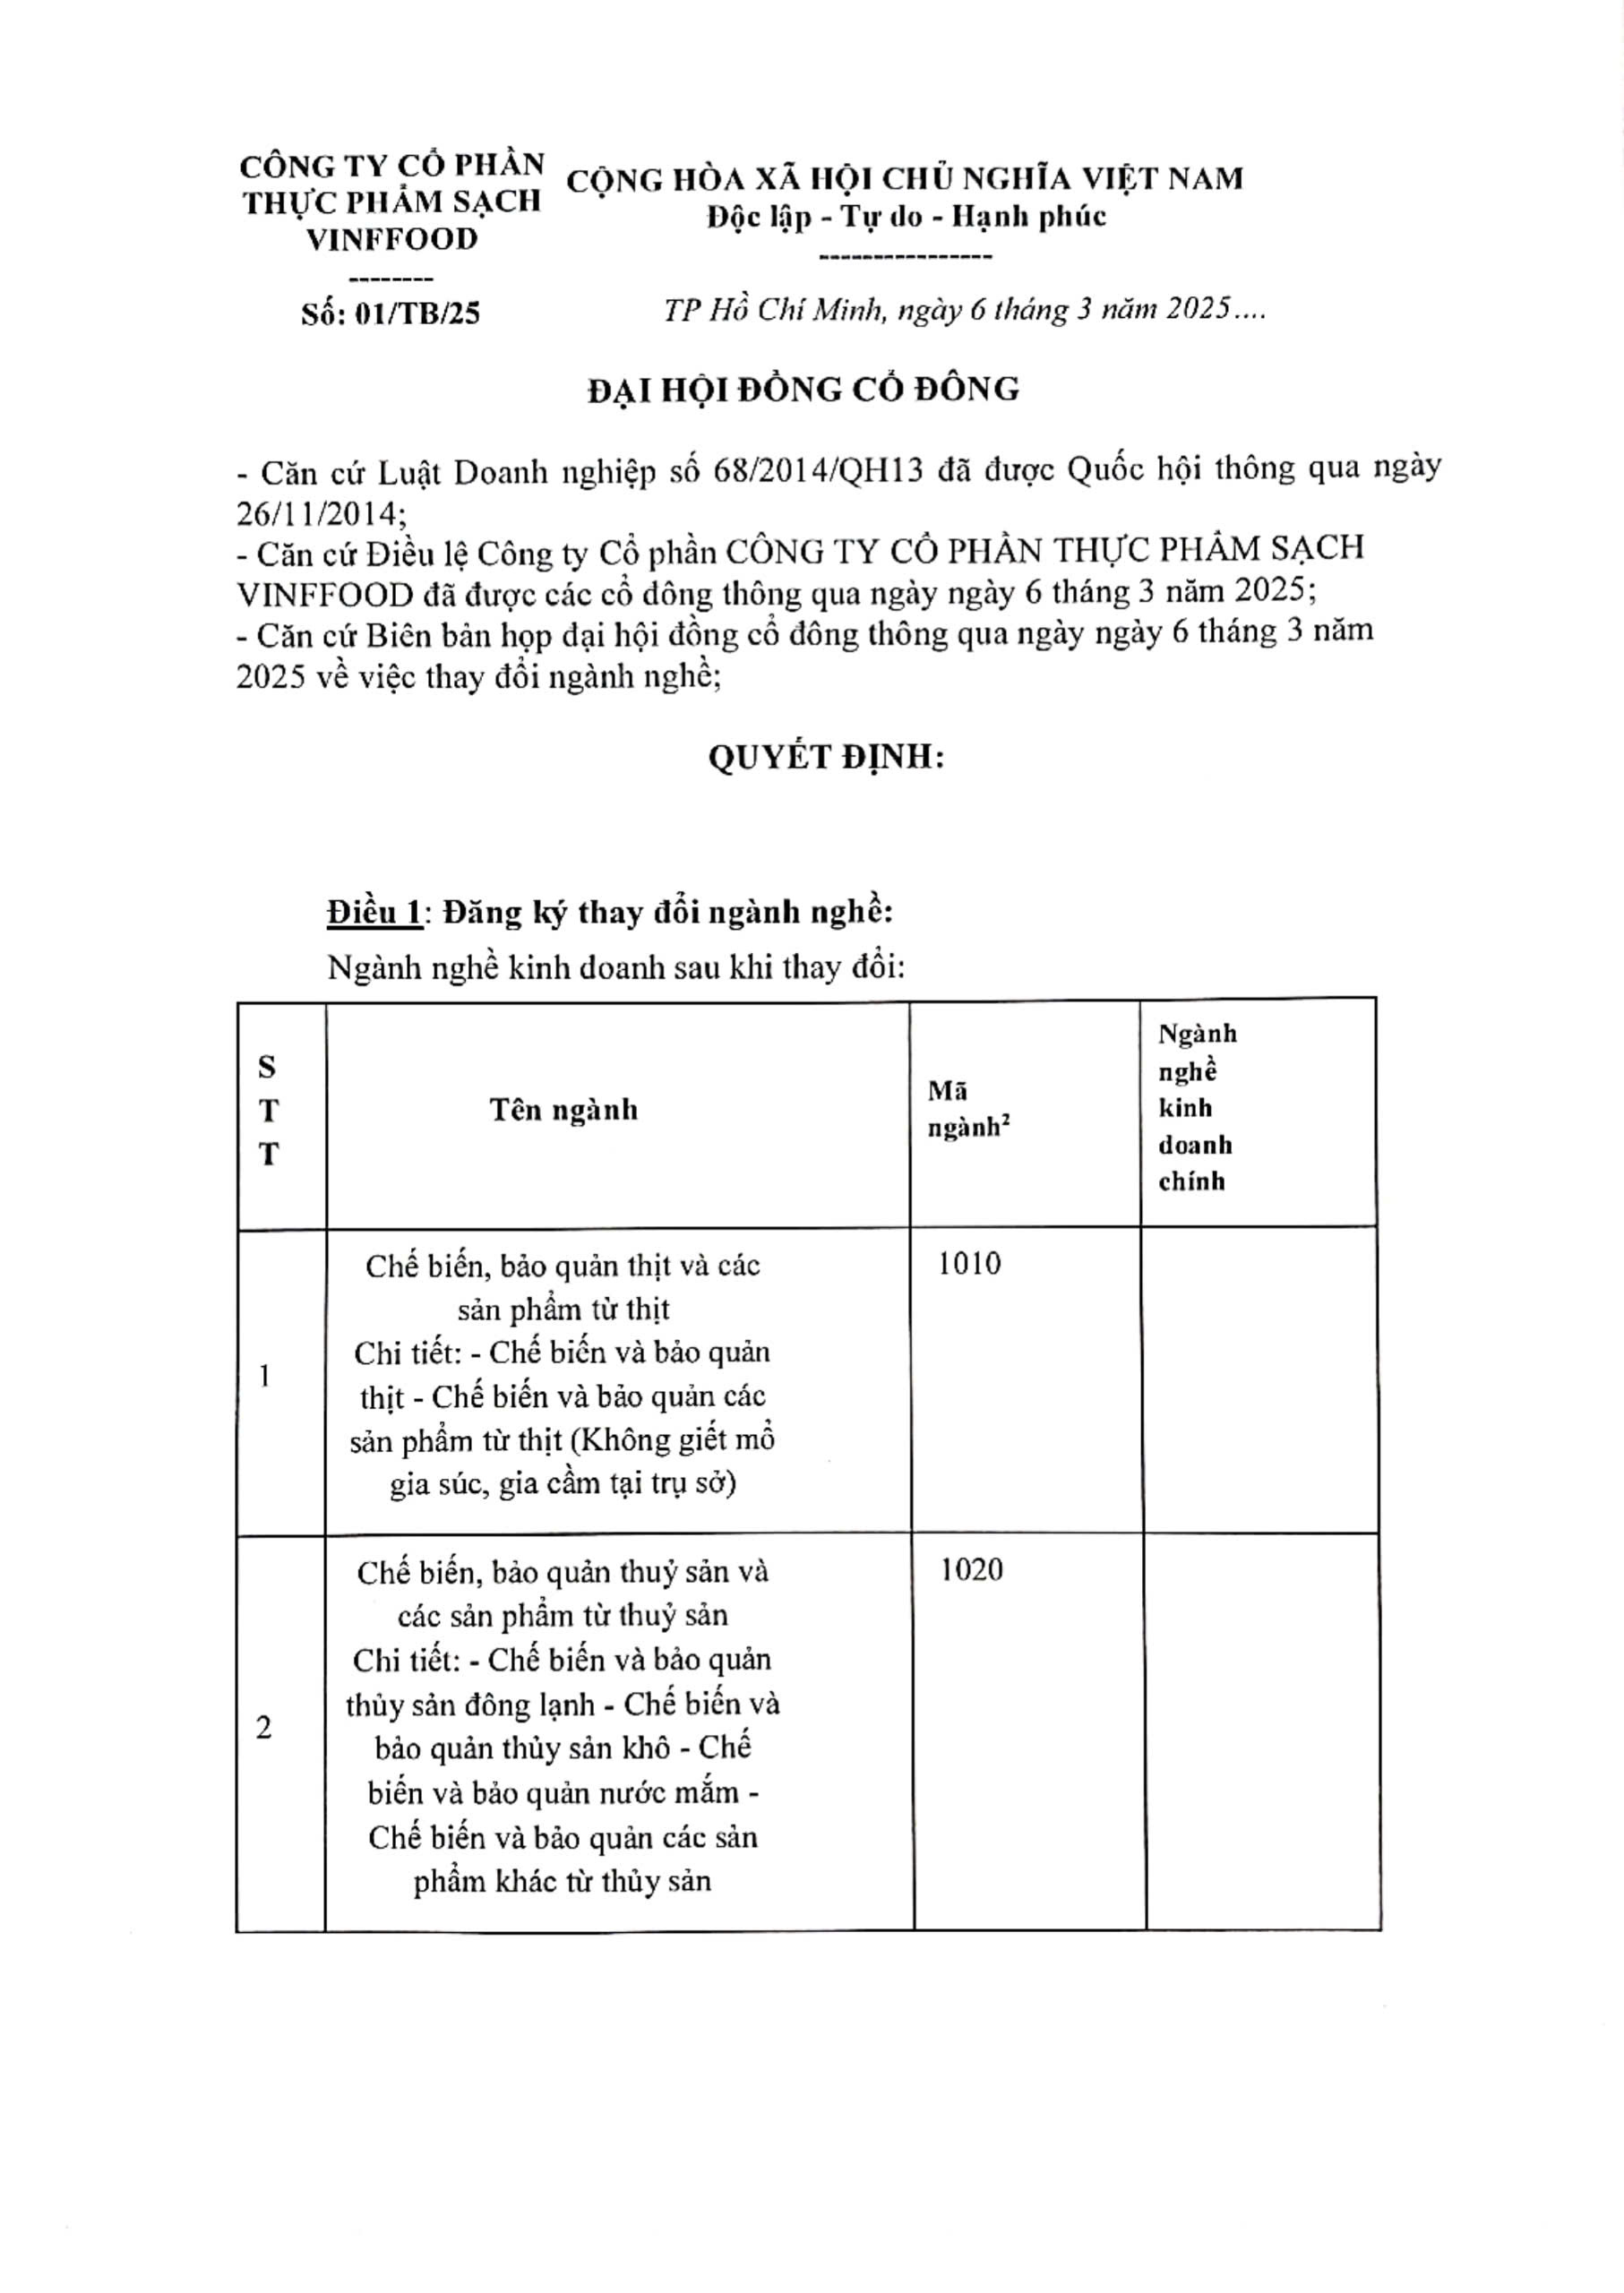 CÔNG TY CỔ PHẦN
THỰC PHẨM SẠCH
VINFFOOD
--------
Số: 01/TB/25
CỘNG HÒA XÃ HỘI CHỦ NGHĨA VIỆT NAM
Độc lập - Tự do - Hạnh phúc
----------------
TP Hồ Chí Minh, ngày 6 tháng 3 năm 2025....
ĐẠI HỘI ĐỒNG CỔ ĐÔNG
- Căn cứ Luật Doanh nghiệp số 68/2014/QH13 đã được Quốc hội thông qua ngày
26/11/2014;
- Căn cứ Điều lệ Công ty Cổ phần CÔNG TY CỔ PHẦN THỰC PHẨM SẠCH
VINFFOOD đã được các cổ đông thông qua ngày ngày 6 tháng 3 năm 2025;
- Căn cứ Biên bản họp đại hội đồng cổ đông thông qua ngày ngày 6 tháng 3 năm
2025 về việc thay đổi ngành nghề;
QUYẾT ĐỊNH:
Điều 1: Đăng ký thay đổi ngành nghề:
Ngành nghề kinh doanh sau khi thay đổi:
S
T
T
Tên ngành
Mã
ngành²
Ngành
nghề
kinh
doanh
chính
1
Chế biến, bảo quản thịt và các
sản phẩm từ thịt
Chi tiết: - Chế biến và bảo quản
thịt - Chế biến và bảo quản các
sản phẩm từ thịt (Không giết mổ
gia súc, gia cầm tại trụ sở)
1010
2
Chế biến, bảo quản thuỷ sản và
các sản phẩm từ thuỷ sản
Chi tiết: - Chế biến và bảo quản
thủy sản đông lạnh - Chế biến và
bảo quản thủy sản khô - Chế
biến và bảo quản nước mắm -
Chế biến và bảo quản các sản
phẩm khác từ thủy sản
1020